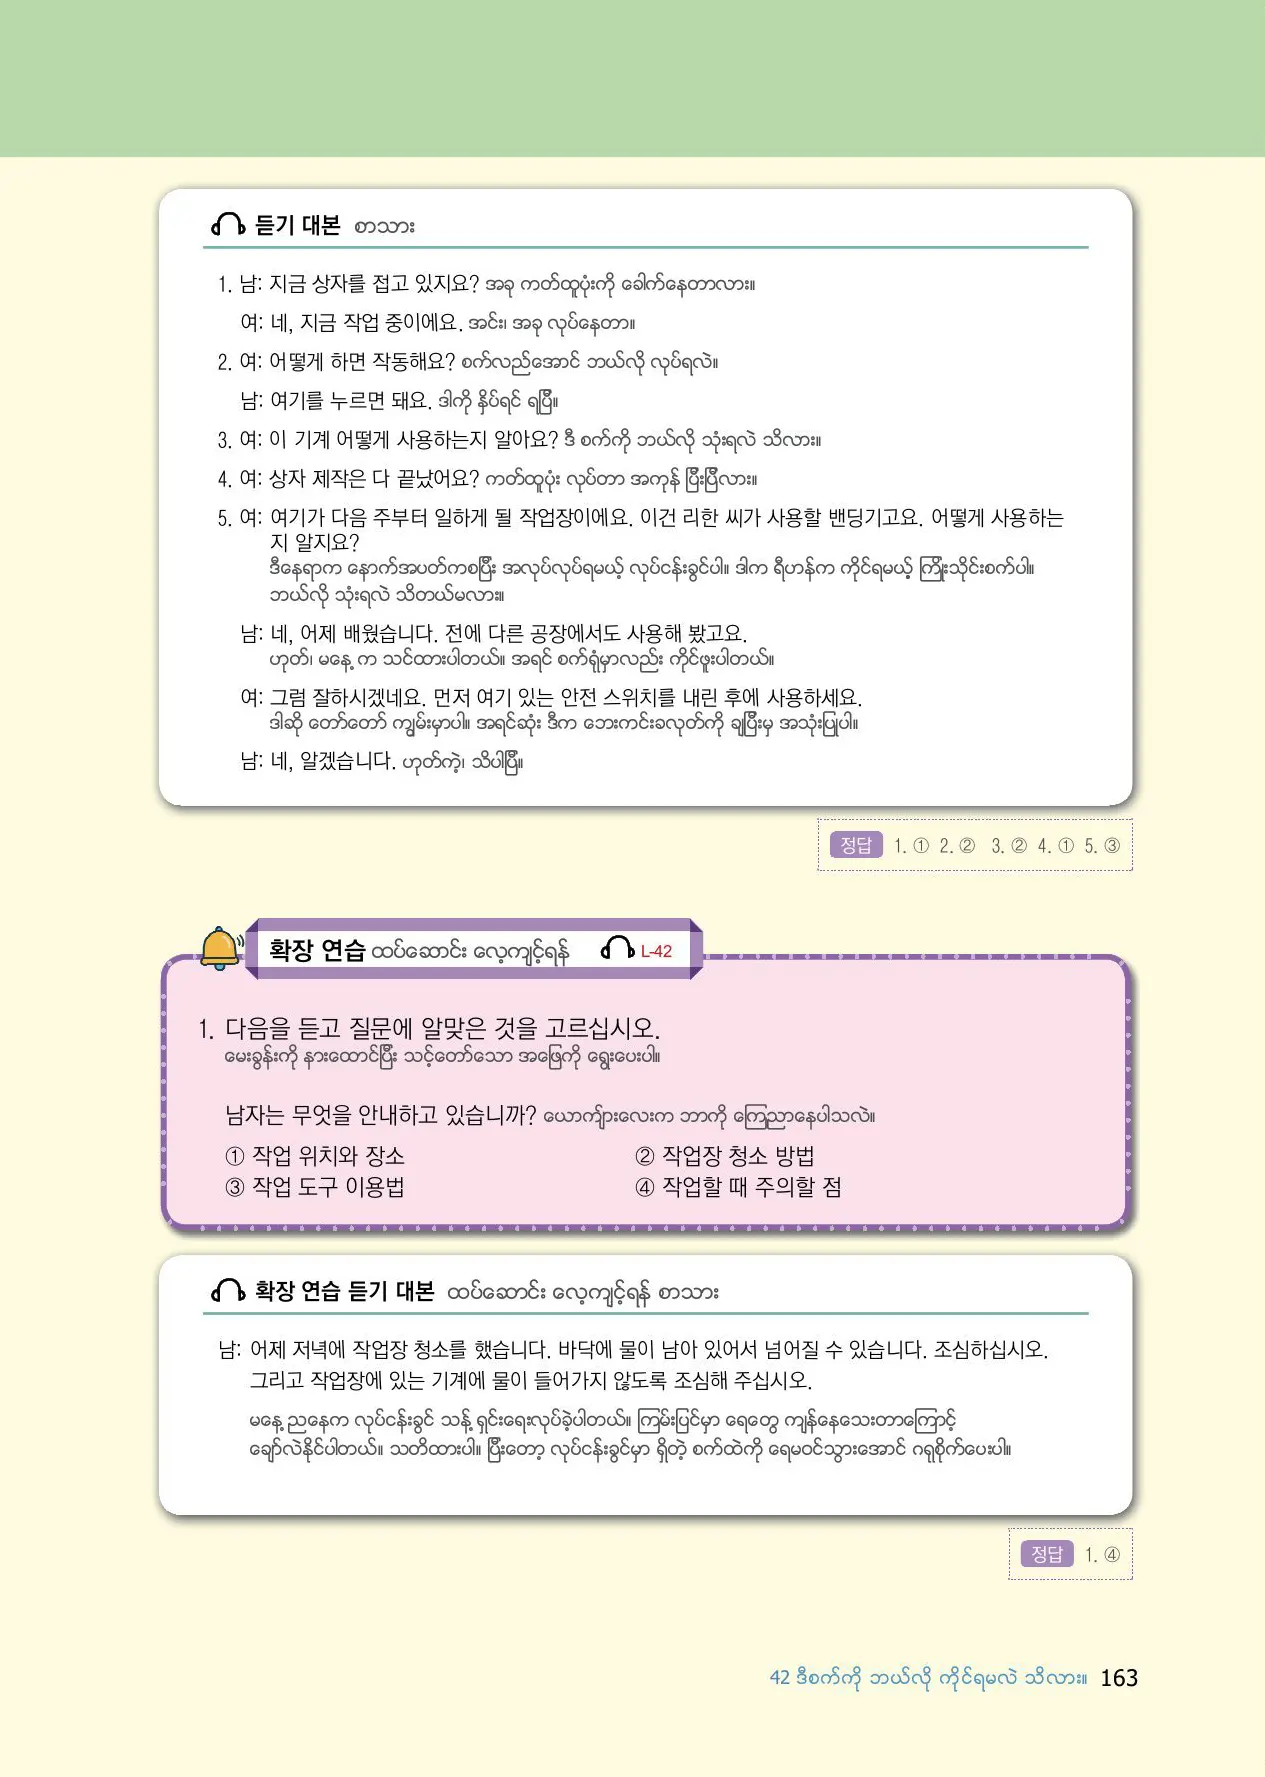 듣기 대본 စာသား
1. 남: 지금 상자를 접고 있지요? အခု ကတ်ထူပုံးကို ခေါက်နေတာလား။
여: 네, 지금 작업 중이에요. အင်း၊ အခု လုပ်နေတာ။
2. 여: 어떻게 하면 작동해요? စက်လည်အောင် ဘယ်လို လုပ်ရလဲ။
남: 여기를 누르면 돼요. ဒါကို နှိပ်ရင် ရပြီ။
3. 여: 이 기계 어떻게 사용하는지 알아요? ဒီ စက်ကို ဘယ်လို သုံးရလဲ သိလား။
4. 여: 상자 제작은 다 끝났어요? ကတ်ထူပုံး လုပ်တာ အကုန် ပြီးပြီလား။
5. 여: 여기가 다음 주부터 일하게 될 작업장이에요. 이건 리한 씨가 사용할 밴딩기고요. 어떻게 사용하는
지 알지요?
ဒီနေရာက နောက်အပတ်ကစပြီး အလုပ်လုပ်ရမယ့် လုပ်ငန်းခွင်ပါ။ ဒါက ရီဟန်က ကိုင်ရမယ့် ကြိုးသိုင်းစက်ပါ။
ဘယ်လို သုံးရလဲ သိတယ်မလား။
남: 네, 어제 배웠습니다. 전에 다른 공장에서도 사용해 봤고요.
ဟုတ်၊ မနေ့ က သင်ထားပါတယ်။ အရင် စက်ရုံမှာလည်း ကိုင်ဖူးပါတယ်။
여: 그럼 잘하시겠네요. 먼저 여기 있는 안전 스위치를 내린 후에 사용하세요.
ဒါဆို တော်တော် ကျွမ်းမှာပါ။ အရင်ဆုံး ဒီက ဘေးကင်းခလုတ်ကို ချပြီးမှ အသုံးပြုပါ။
남: 네, 알겠습니다. ဟုတ်ကဲ့၊ သိပါပြီ။
정답 1. ① 2. ② 3. ② 4. ① 5. ③
확장 연습 ထပ်ဆောင်း လေ့ကျင့်ရန် L-42
1. 다음을 듣고 질문에 알맞은 것을 고르십시오.
မေးခွန်းကို နားထောင်ပြီး သင့်တော်သော အဖြေကို ရွေးပေးပါ။
남자는 무엇을 안내하고 있습니까? ယောက်ျားလေးက ဘာကို ကြေညာနေပါသလဲ။
① 작업 위치와 장소 ② 작업장 청소 방법
③ 작업 도구 이용법 ④ 작업할 때 주의할 점
확장 연습 듣기 대본 ထပ်ဆောင်း လေ့ကျင့်ရန် စာသား
남: 어제 저녁에 작업장 청소를 했습니다. 바닥에 물이 남아 있어서 넘어질 수 있습니다. 조심하십시오.
그리고 작업장에 있는 기계에 물이 들어가지 않도록 조심해 주십시오.
မနေ့ ညနေက လုပ်ငန်းခွင် သန့် ရှင်းရေးလုပ်ခဲ့ပါတယ်။ ကြမ်းပြင်မှာ ရေတွေ ကျန်နေသေးတာကြောင့်
ချော်လဲနိုင်ပါတယ်။ သတိထားပါ။ ပြီးတော့ လုပ်ငန်းခွင်မှာ ရှိတဲ့ စက်ထဲကို ရေမဝင်သွားအောင် ဂရုစိုက်ပေးပါ။
정답 1. ④
42 ဒီစက်ကို ဘယ်လို ကိုင်ရမလဲ သိလား။ 163